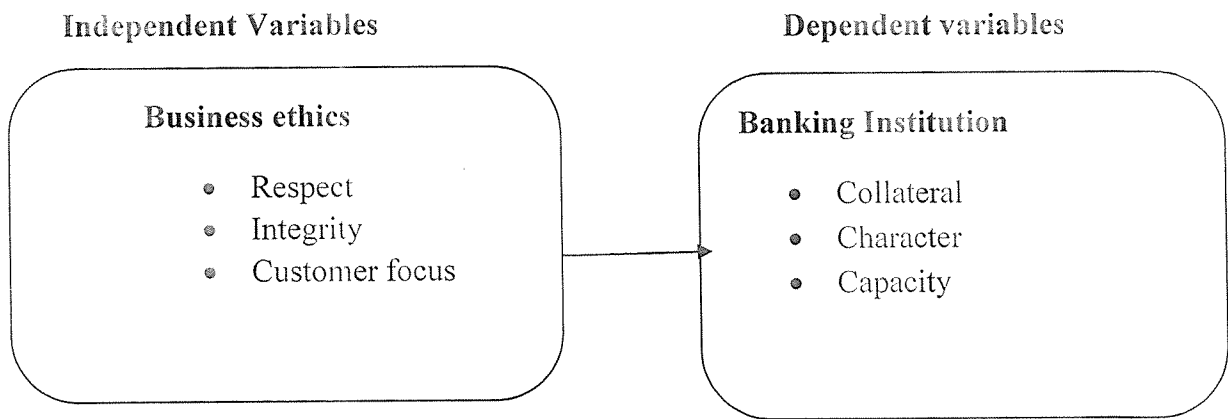 Independent Variables
Dependent variables
Business ethics
• Respect
• Integrity
• Customer focus
Banking Institution
• Collateral
• Character
• Capacity